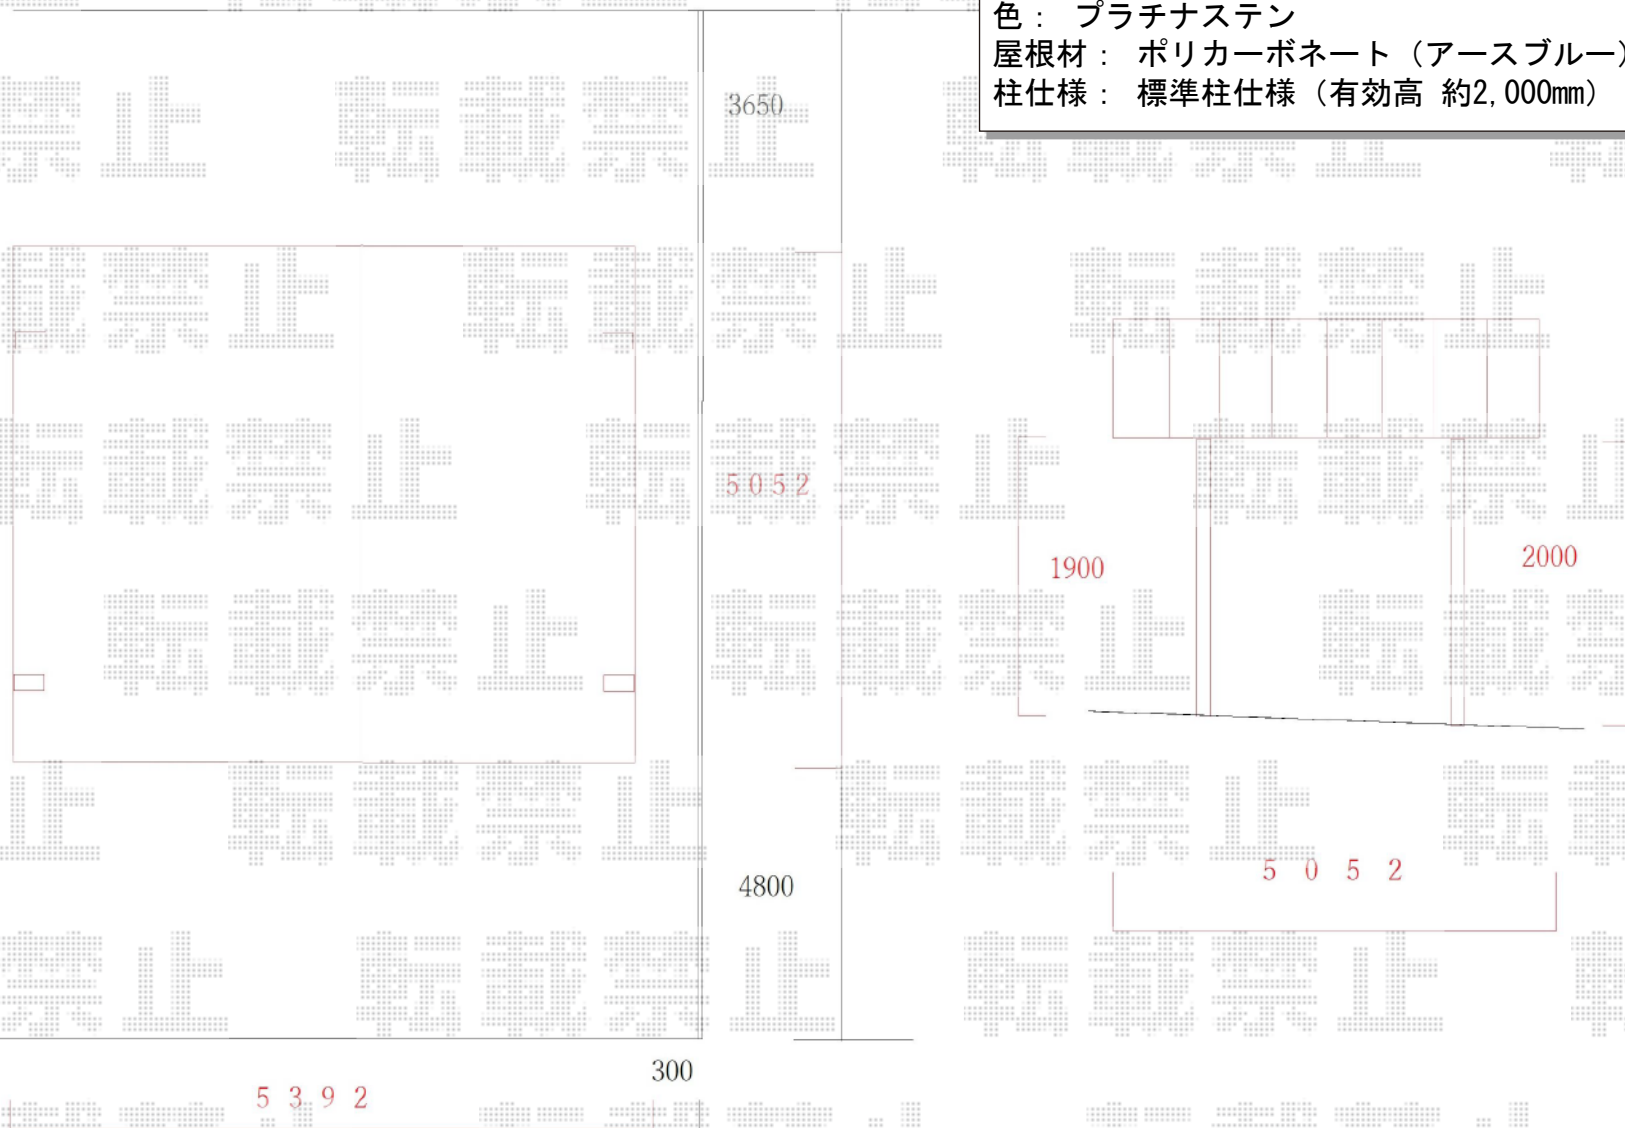 色： プラチナステン
屋根材： ポリカーボネート（アースブルー）
柱仕様： 標準柱仕様（有効高 約2,000mm）
3650
5052
1900
2000
4800
5052
300
5392
転載禁止